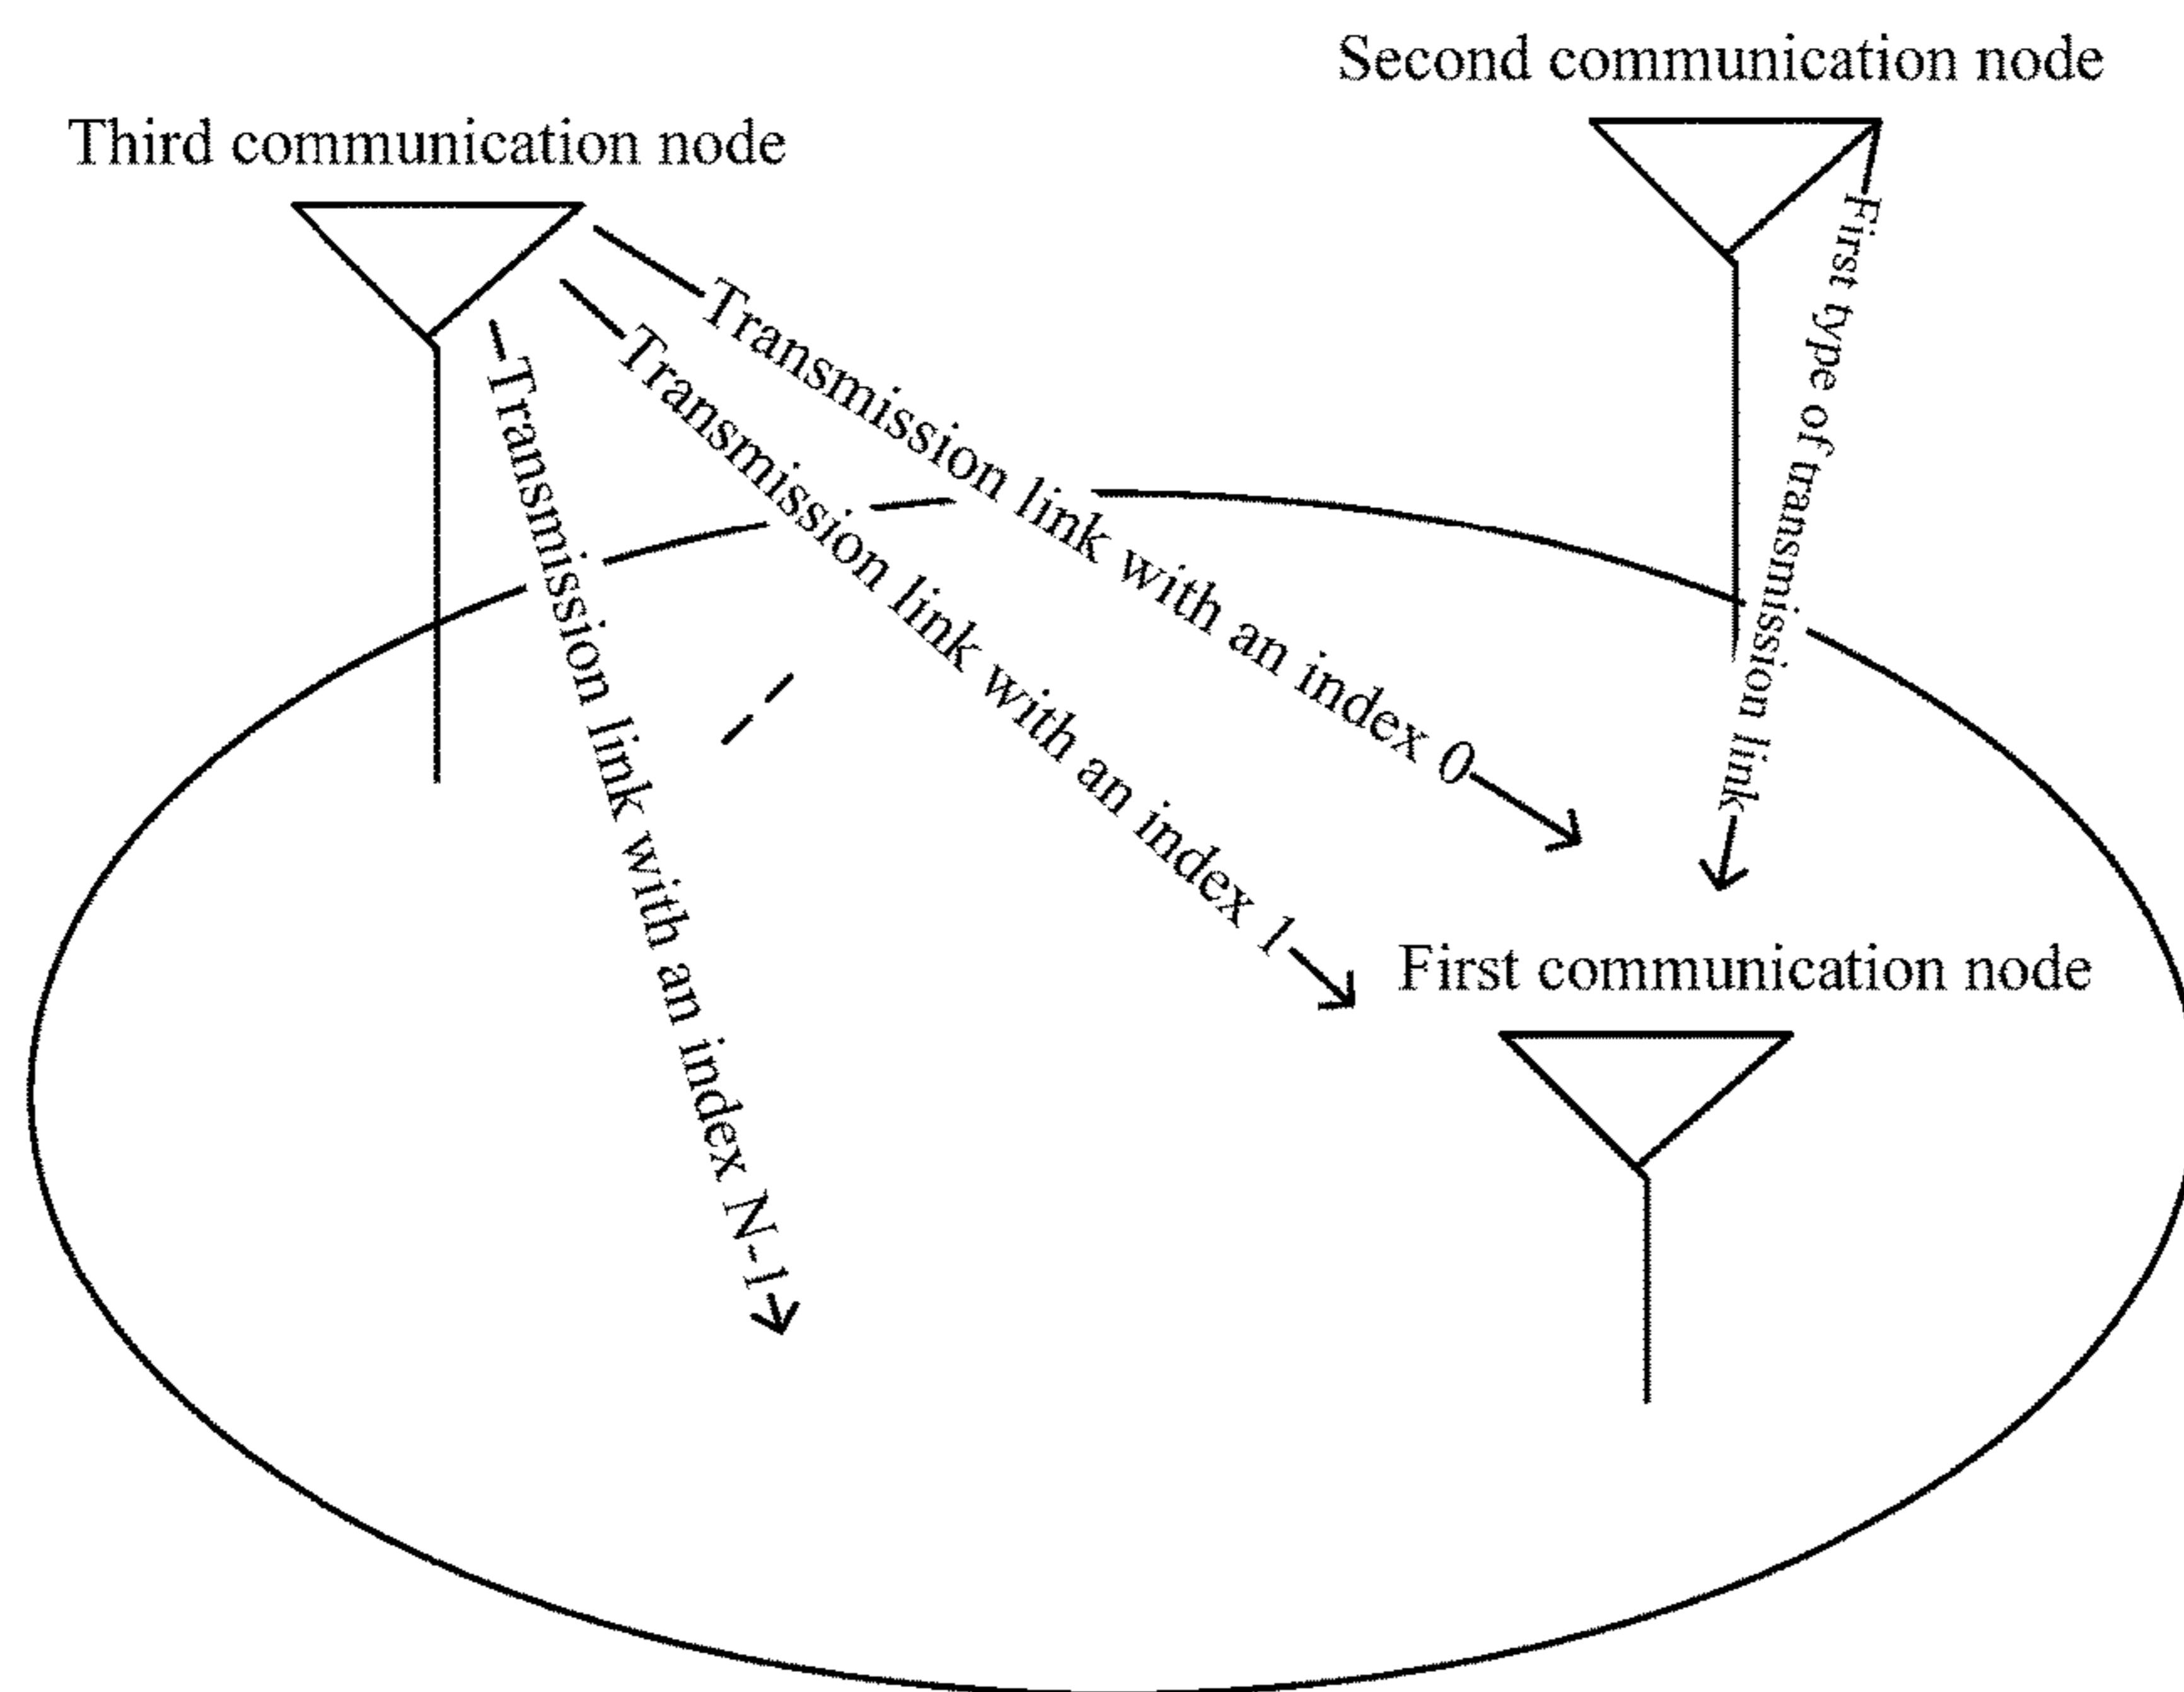 Second communication node
Third communication node
First type of transmission link
Transmission link with an index 0
Transmission link with an index 1
Transmission link with an index N-1
First communication node